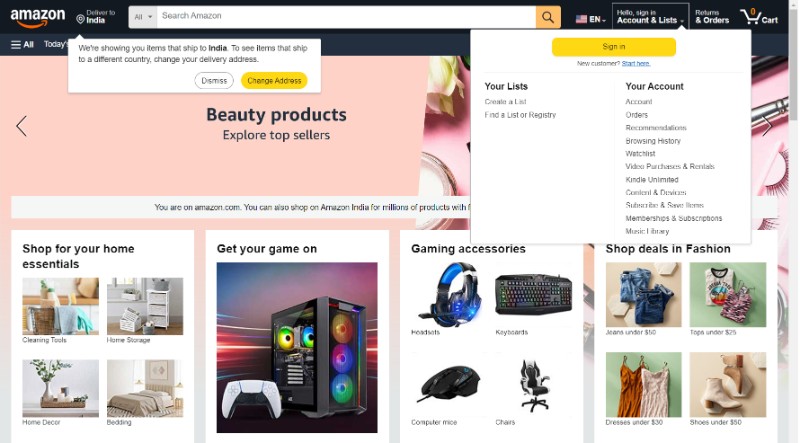 amazon
Deliver to
India
All
Search Amazon
EN
Hello, sign in
Account & Lists
Returns
& Orders
0
Cart
All
Today's
We're showing you items that ship to India. To see items that ship
to a different country, change your delivery address.
Dismiss
Change Address
Sign in
New customer? Start here.
Your Lists
Create a List
Find a List or Registry
Your Account
Account
Orders
Recommendations
Browsing History
Watchlist
Video Purchases & Rentals
Kindle Unlimited
Content & Devices
Subscribe & Save Items
Memberships & Subscriptions
Music Library
Beauty products
Explore top sellers
You are on amazon.com. You can also shop on Amazon India for millions of products with
Shop for your home
essentials
Cleaning Tools
Home Storage
Home Decor
Bedding
Get your game on
Gaming accessories
Headsets
Keyboards
Computer mice
Chairs
Shop deals in Fashion
Jeans under $50
Tops under $25
Dresses under $30
Shoes under $50